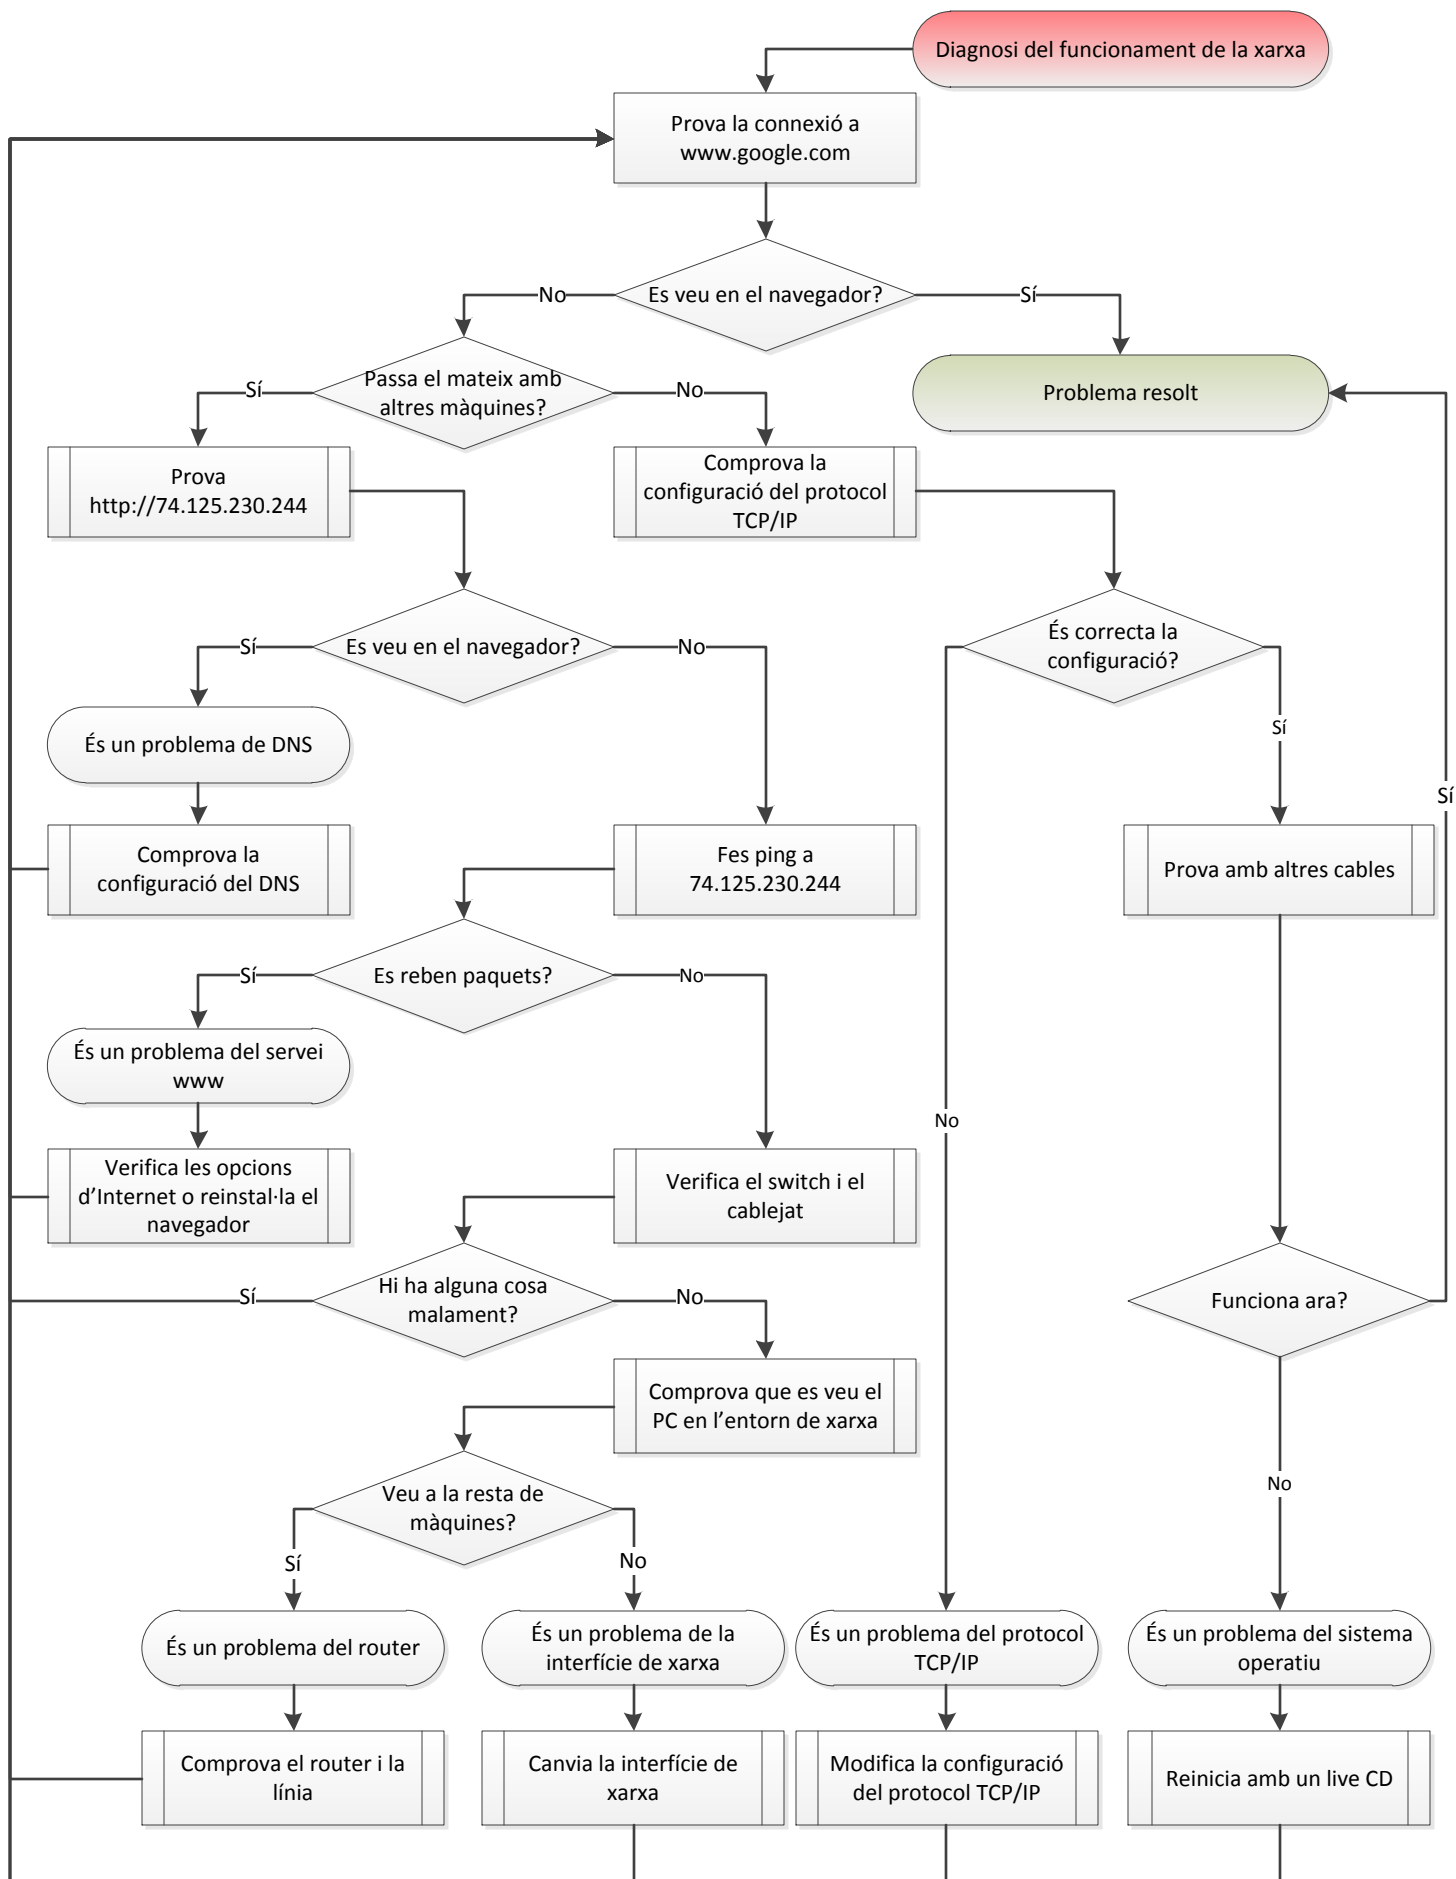 Diagnosi del funcionament de la xarxa
Prova la connexió a
www.google.com
Es veu en el navegador?
No
Sí
Passa el mateix amb
altres màquines?
Problema resolt
Sí
No
Prova
http://74.125.230.244
Comprova la
configuració del protocol
TCP/IP
Es veu en el navegador?
Sí
No
És correcta la
configuració?
Sí
No
És un problema de DNS
Comprova la
configuració del DNS
Fes ping a
74.125.230.244
Prova amb altres cables
Sí
Es reben paquets?
Sí
No
És un problema del servei
www
Verifica les opcions
d'Internet o reinstal·la el
navegador
Verifica el switch i el
cablejat
Hi ha alguna cosa
malament?
Sí
No
Funciona ara?
No
Comprova que es veu el
PC en l'entorn de xarxa
Veu a la resta de
màquines?
Sí
No
És un problema del router
És un problema de la
interfície de xarxa
És un problema del protocol
TCP/IP
És un problema del sistema
operatiu
Comprova el router i la
línia
Canvia la interfície de
xarxa
Modifica la configuració
del protocol TCP/IP
Reinicia amb un live CD